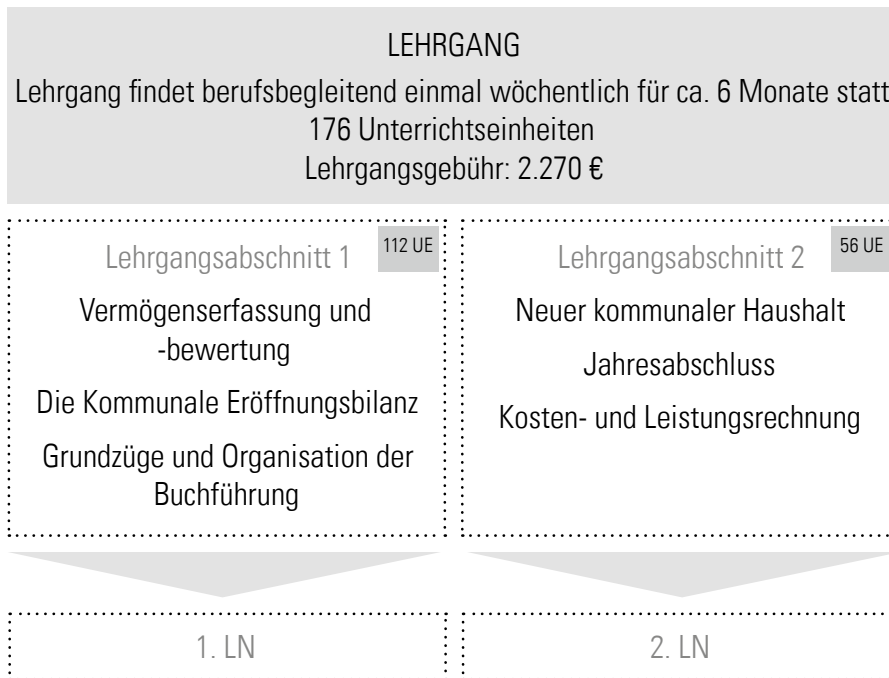 LEHRGANG
Lehrgang findet berufsbegleitend einmal wöchentlich für ca. 6 Monate statt
176 Unterrichtseinheiten
Lehrgangsgebühr: 2.270 €
Lehrgangsabschnitt 1
112 UE
Vermögenserfassung und
-bewertung
Die Kommunale Eröffnungsbilanz
Grundzüge und Organisation der
Buchführung
Lehrgangsabschnitt 2
56 UE
Neuer kommunaler Haushalt
Jahresabschluss
Kosten- und Leistungsrechnung
1. LN
2. LN